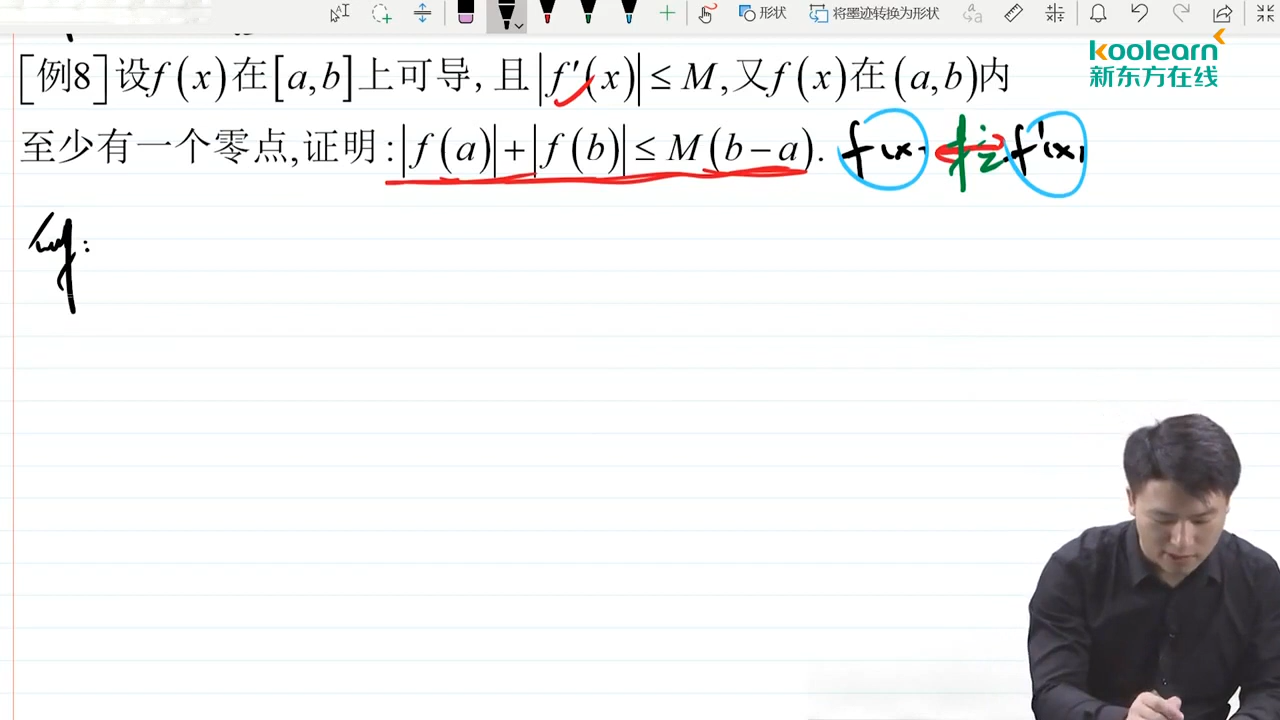 形状 将墨迹转换为形状
koolearn
新东方在线
[例8]设f(x)在[a,b]上可导,且|f′(x)|≤M,又f(x)在(a,b)内
至少有一个零点,证明:|f(a)|+|f(b)|≤M(b−a). f(x) f′(x)